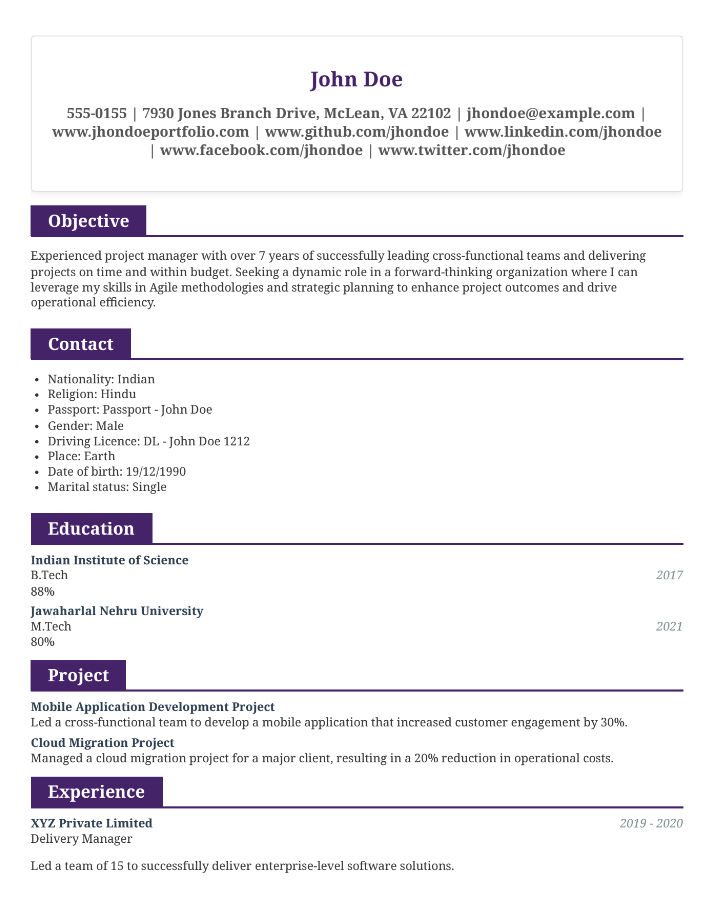 John Doe
555-0155 | 7930 Jones Branch Drive, McLean, VA 22102 | jhondoe@example.com |
www.jhondoeportfolio.com | www.github.com/jhondoe | www.linkedin.com/jhondoe
| www.facebook.com/jhondoe | www.twitter.com/jhondoe
Objective
Experienced project manager with over 7 years of successfully leading cross-functional teams and delivering
projects on time and within budget. Seeking a dynamic role in a forward-thinking organization where I can
leverage my skills in Agile methodologies and strategic planning to enhance project outcomes and drive
operational efficiency.
Contact
• Nationality: Indian
• Religion: Hindu
• Passport: Passport - John Doe
• Gender: Male
• Driving Licence: DL - John Doe 1212
• Place: Earth
• Date of birth: 19/12/1990
• Marital status: Single
Education
Indian Institute of Science
B.Tech 2017
88%
Jawaharlal Nehru University
M.Tech 2021
80%
Project
Mobile Application Development Project
Led a cross-functional team to develop a mobile application that increased customer engagement by 30%.
Cloud Migration Project
Managed a cloud migration project for a major client, resulting in a 20% reduction in operational costs.
Experience
XYZ Private Limited 2019 - 2020
Delivery Manager
Led a team of 15 to successfully deliver enterprise-level software solutions.